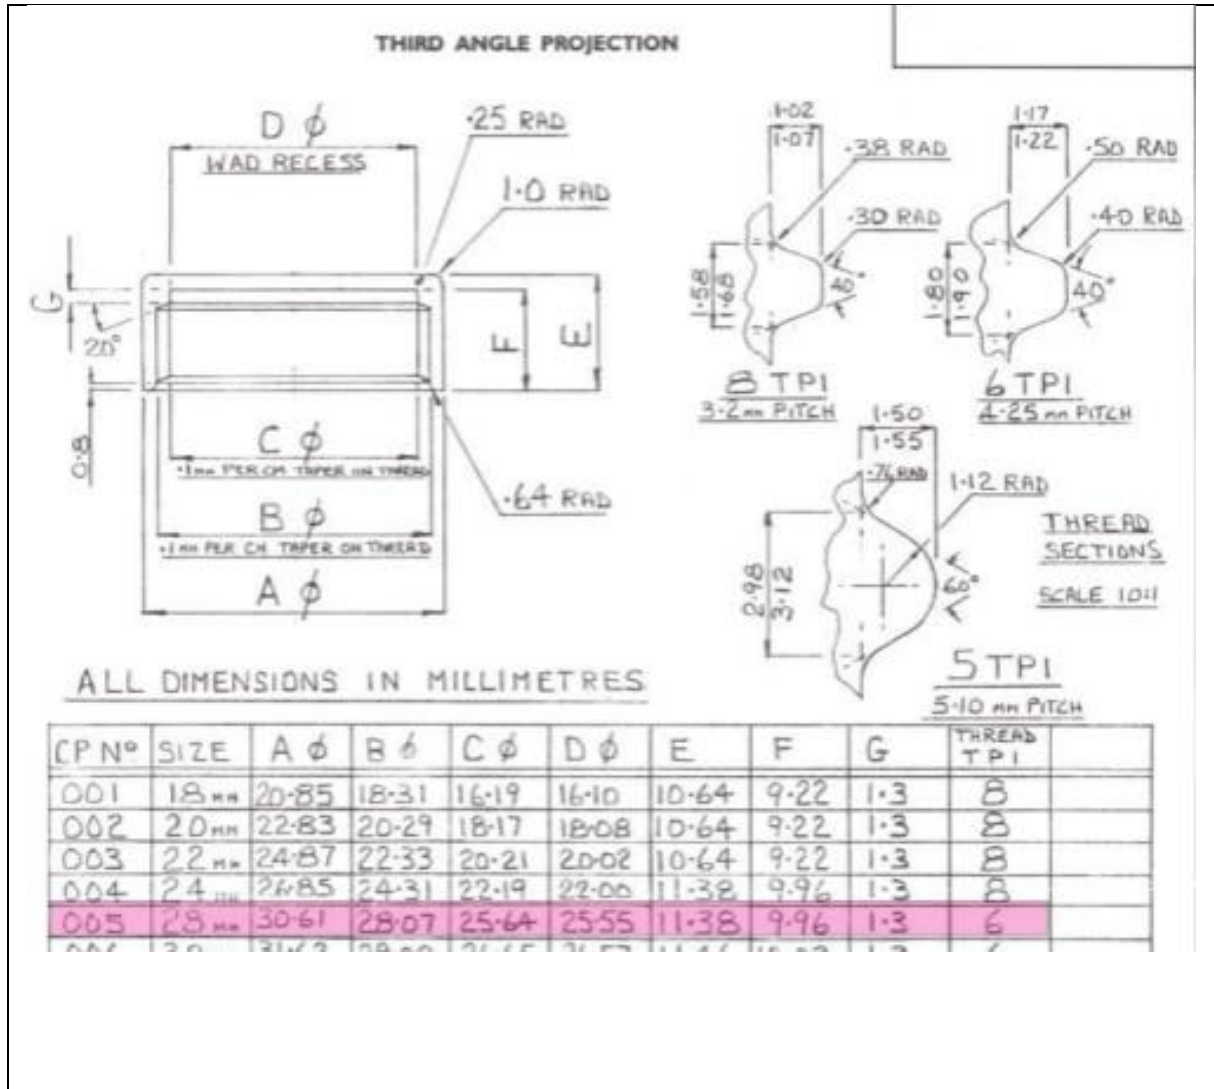 THIRD ANGLE PROJECTION
D ϕ
WAD RECESS
·25 RAD
1·0 RAD
G
20°
F
E
0·8
C ϕ
·1mm PER CM TAPER ON THREAD
·64 RAD
B ϕ
·1mm PER CM TAPER ON THREAD
A ϕ
1·02
1·07
·38 RAD
·30 RAD
1·58
1·68
8 TPI
3·2mm PITCH
1·17
1·22
·50 RAD
·40 RAD
1·80
1·90
40°
6 TPI
4·25 mm PITCH
1·50
1·55
·76 RAD
1·12 RAD
2·98
3·12
60°
THREAD
SECTIONS
SCALE 10:1
5 TPI
5·10 mm PITCH
ALL DIMENSIONS IN MILLIMETRES
CP Nº SIZE A ϕ B ϕ C ϕ D ϕ E F G THREAD TPI
001 18mm 20·85 18·31 16·19 16·10 10·64 9·22 1·3 8
002 20mm 22·83 20·29 18·17 18·08 10·64 9·22 1·3 8
003 22mm 24·87 22·33 20·21 20·02 10·64 9·22 1·3 8
004 24mm 26·85 24·31 22·19 22·00 11·38 9·96 1·3 8
005 28mm 30·61 28·07 25·64 25·55 11·38 9·96 1·3 6